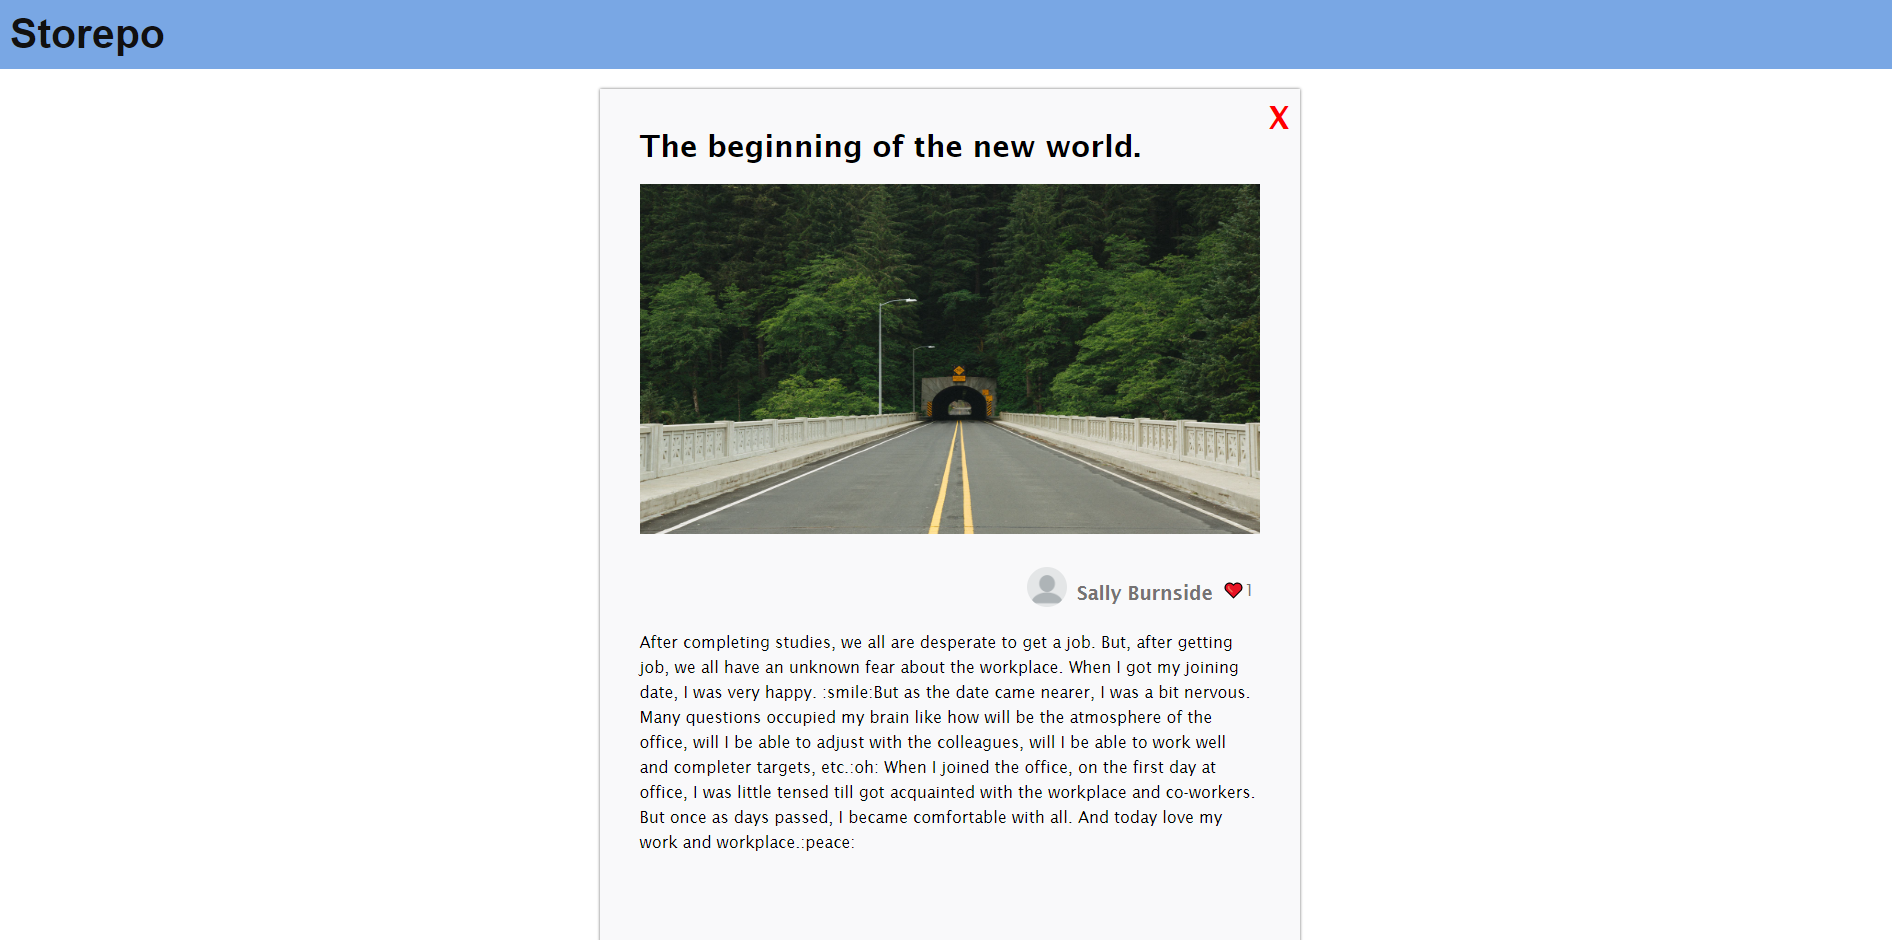 Storepo
X
The beginning of the new world.
Sally Burnside 1
After completing studies, we all are desperate to get a job. But, after getting
job, we all have an unknown fear about the workplace. When I got my joining
date, I was very happy. :smile:But as the date came nearer, I was a bit nervous.
Many questions occupied my brain like how will be the atmosphere of the
office, will I be able to adjust with the colleagues, will I be able to work well
and completer targets, etc.:oh: When I joined the office, on the first day at
office, I was little tensed till got acquainted with the workplace and co-workers.
But once as days passed, I became comfortable with all. And today love my
work and workplace.:peace: